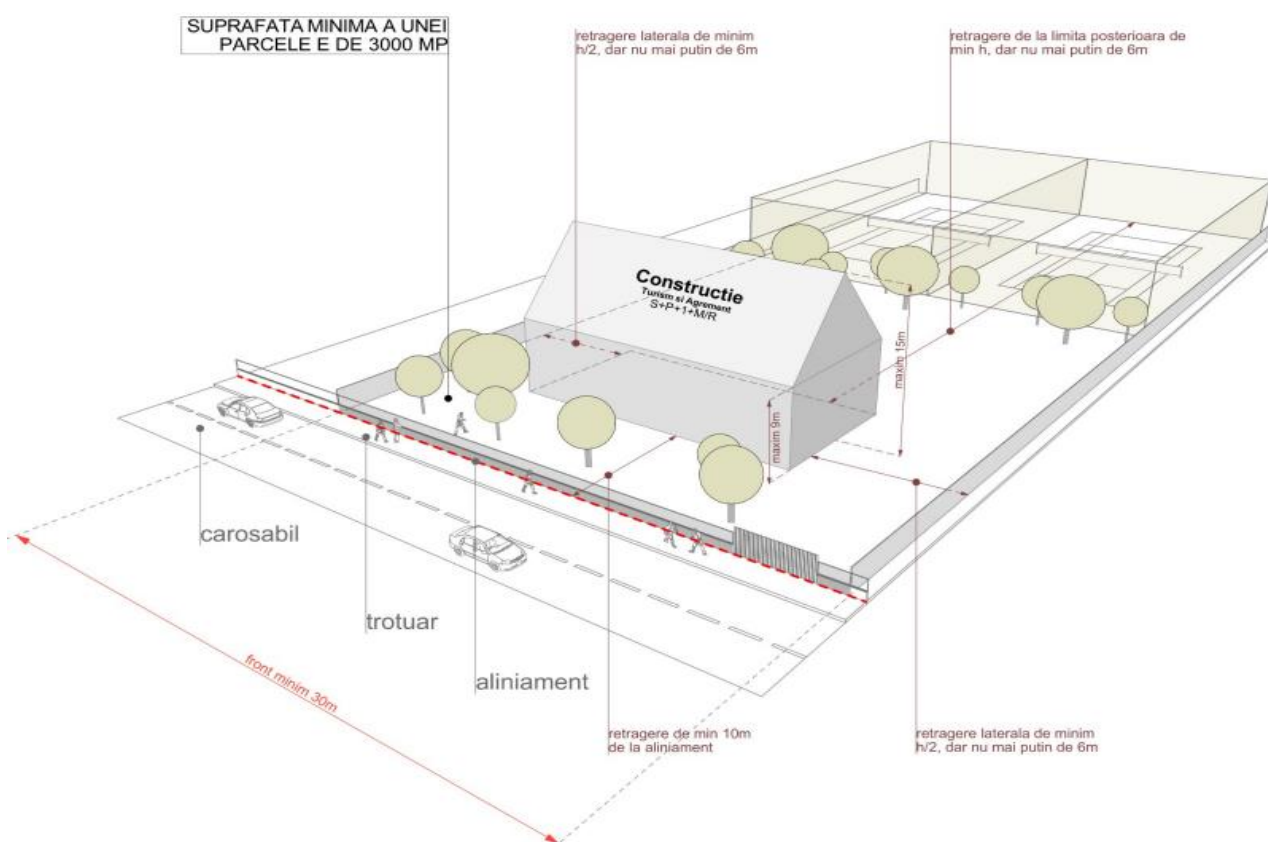 SUPRAFATA MINIMA A UNEI
PARCELE E DE 3000 MP
retragere laterala de minim
h/2, dar nu mai putin de 6m
retragere de la limita posterioara de
min h, dar nu mai putin de 6m
Constructie
Turism si Agrement
S+P+1+M/R
maxim 15m
maxim 9m
carosabil
trotuar
aliniament
front minim 30m
retragere de min 10m
de la aliniament
retragere laterala de minim
h/2, dar nu mai putin de 6m